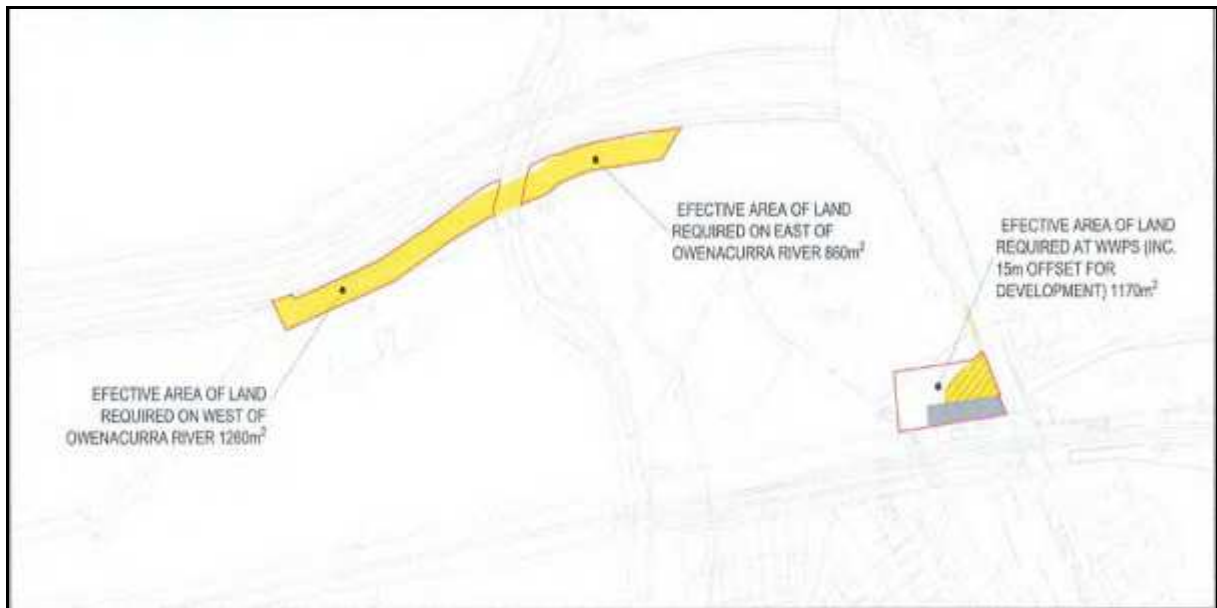 EFECTIVE AREA OF LAND
REQUIRED ON WEST OF
OWENACURRA RIVER 1260m²
EFECTIVE AREA OF LAND
REQUIRED ON EAST OF
OWENACURRA RIVER 860m²
EFECTIVE AREA OF LAND
REQUIRED AT WWPS (INC.
15m OFFSET FOR
DEVELOPMENT) 1170m²